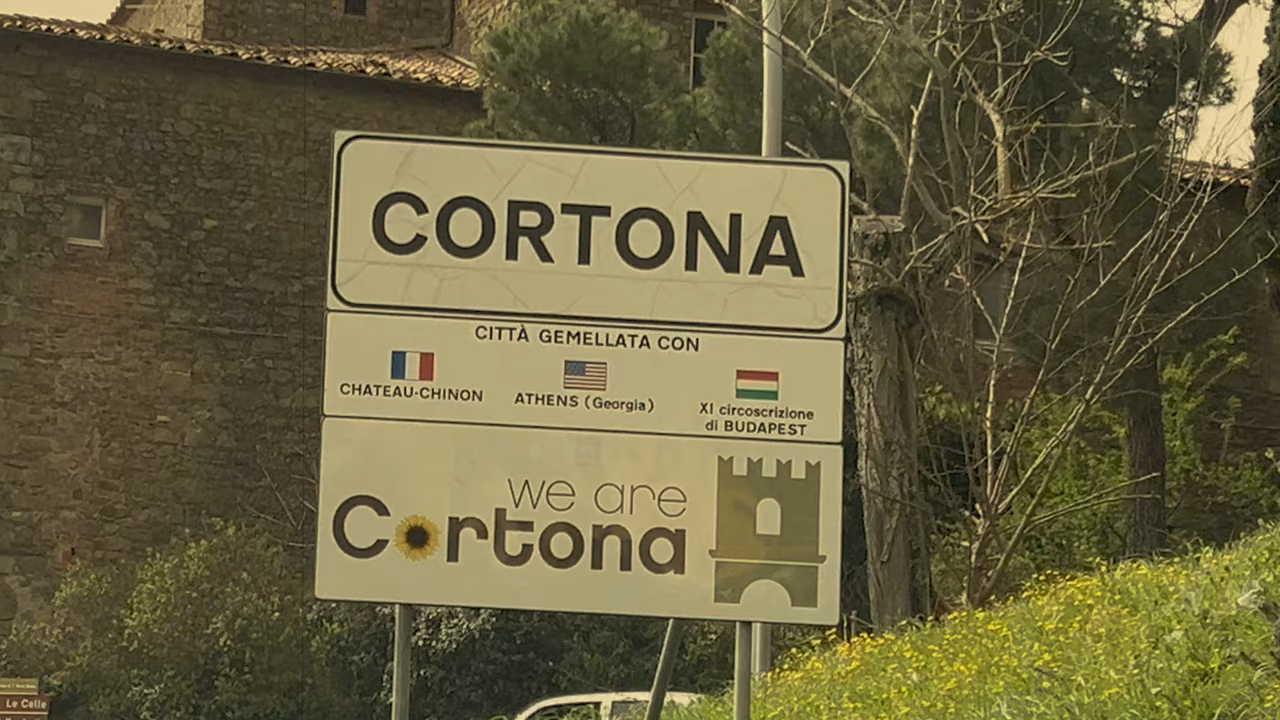 CORTONA
CITTÀ GEMELLATA CON
CHATEAU-CHINON
ATHENS (Georgia)
XI circoscrizione
di BUDAPEST
we are
Cortona
Le Celle